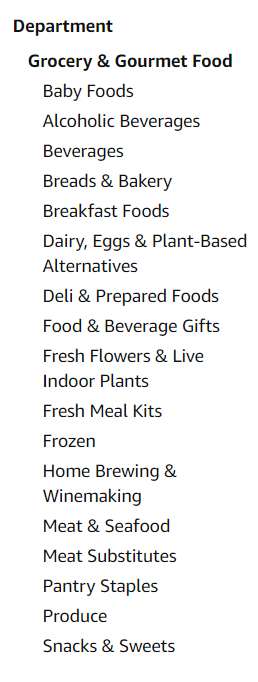 Department
Grocery & Gourmet Food
Baby Foods
Alcoholic Beverages
Beverages
Breads & Bakery
Breakfast Foods
Dairy, Eggs & Plant-Based
Alternatives
Deli & Prepared Foods
Food & Beverage Gifts
Fresh Flowers & Live
Indoor Plants
Fresh Meal Kits
Frozen
Home Brewing &
Winemaking
Meat & Seafood
Meat Substitutes
Pantry Staples
Produce
Snacks & Sweets